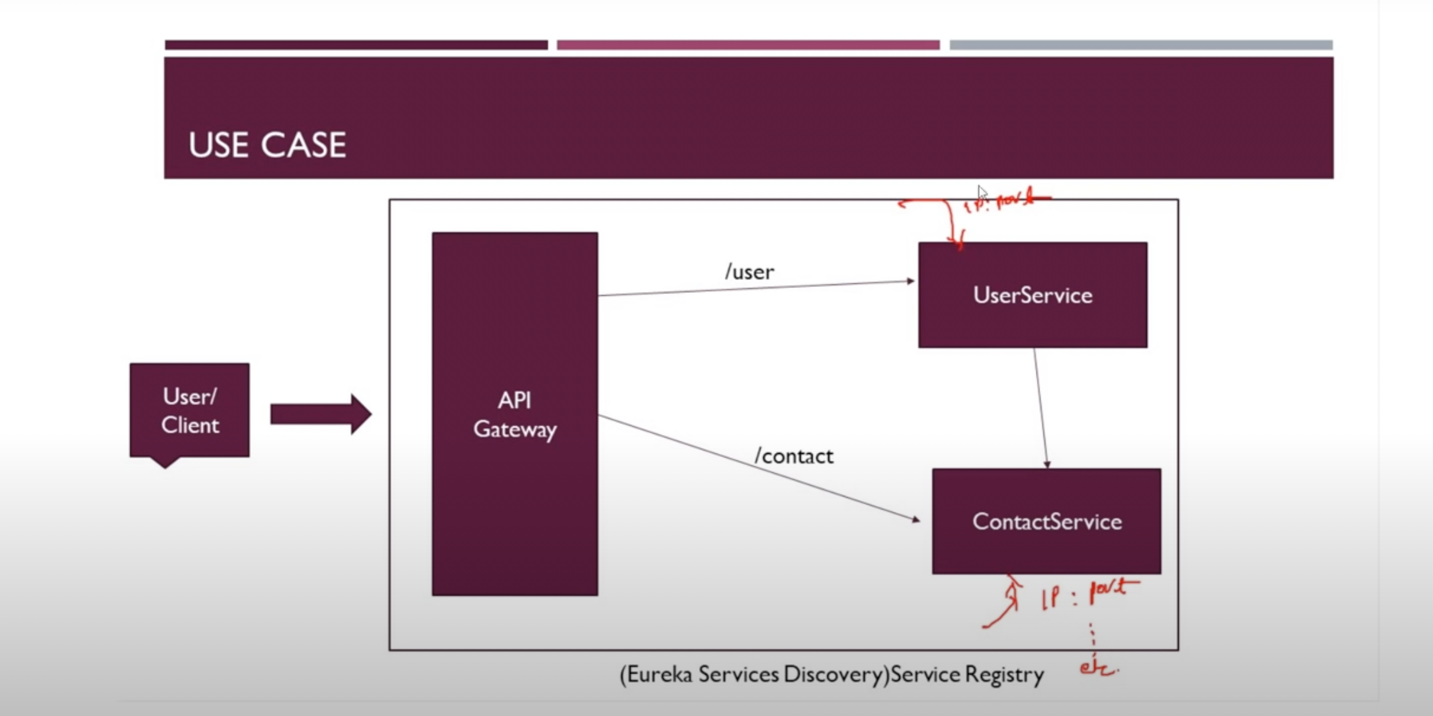 USE CASE
IP: port
/user
UserService
User/
Client
API
Gateway
/contact
ContactService
IP : port
etc.
(Eureka Services Discovery)Service Registry